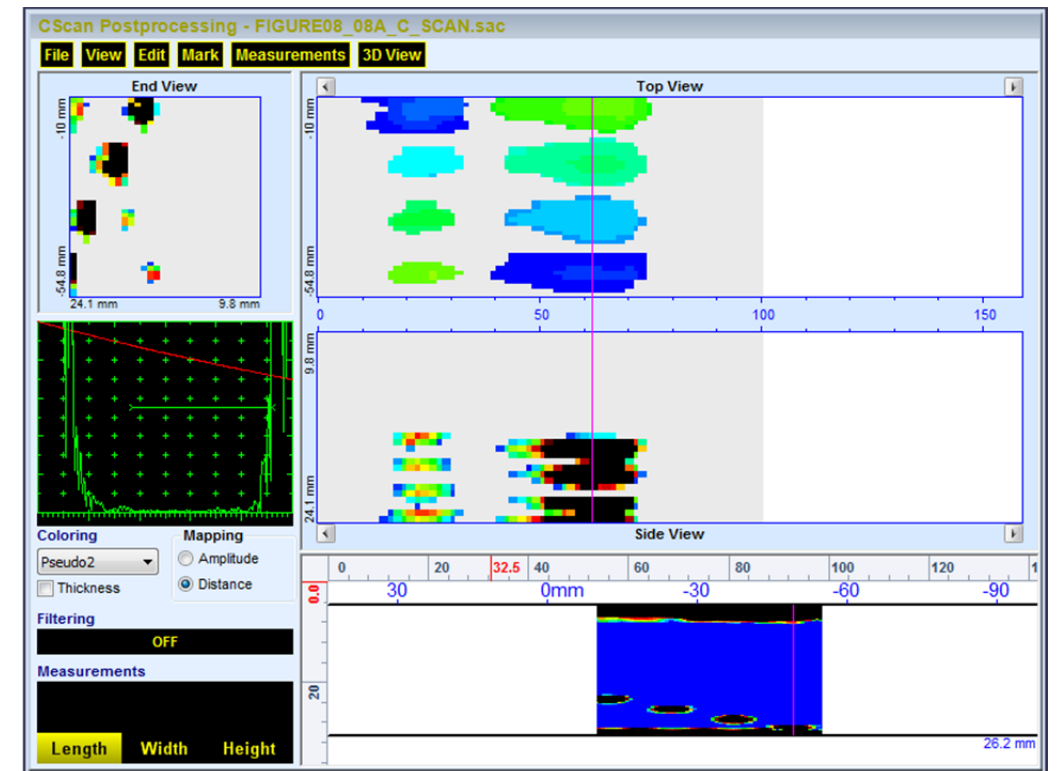 CScan Postprocessing - FIGURE08_08A_C_SCAN.sac
File View Edit Mark Measurements 3D View
End View
-10 mm
-54.8 mm
24.1 mm 9.8 mm
Top View
-10 mm
-54.8 mm
0 50 100 150
9.8 mm
24.1 mm
Side View
Coloring
Pseudo2
Thickness
Mapping
Amplitude
Distance
Filtering
OFF
Measurements
Length Width Height
0 20 32.5 40 60 80 100 120 1
30 0mm -30 -60 -90
0.0
20
26.2 mm